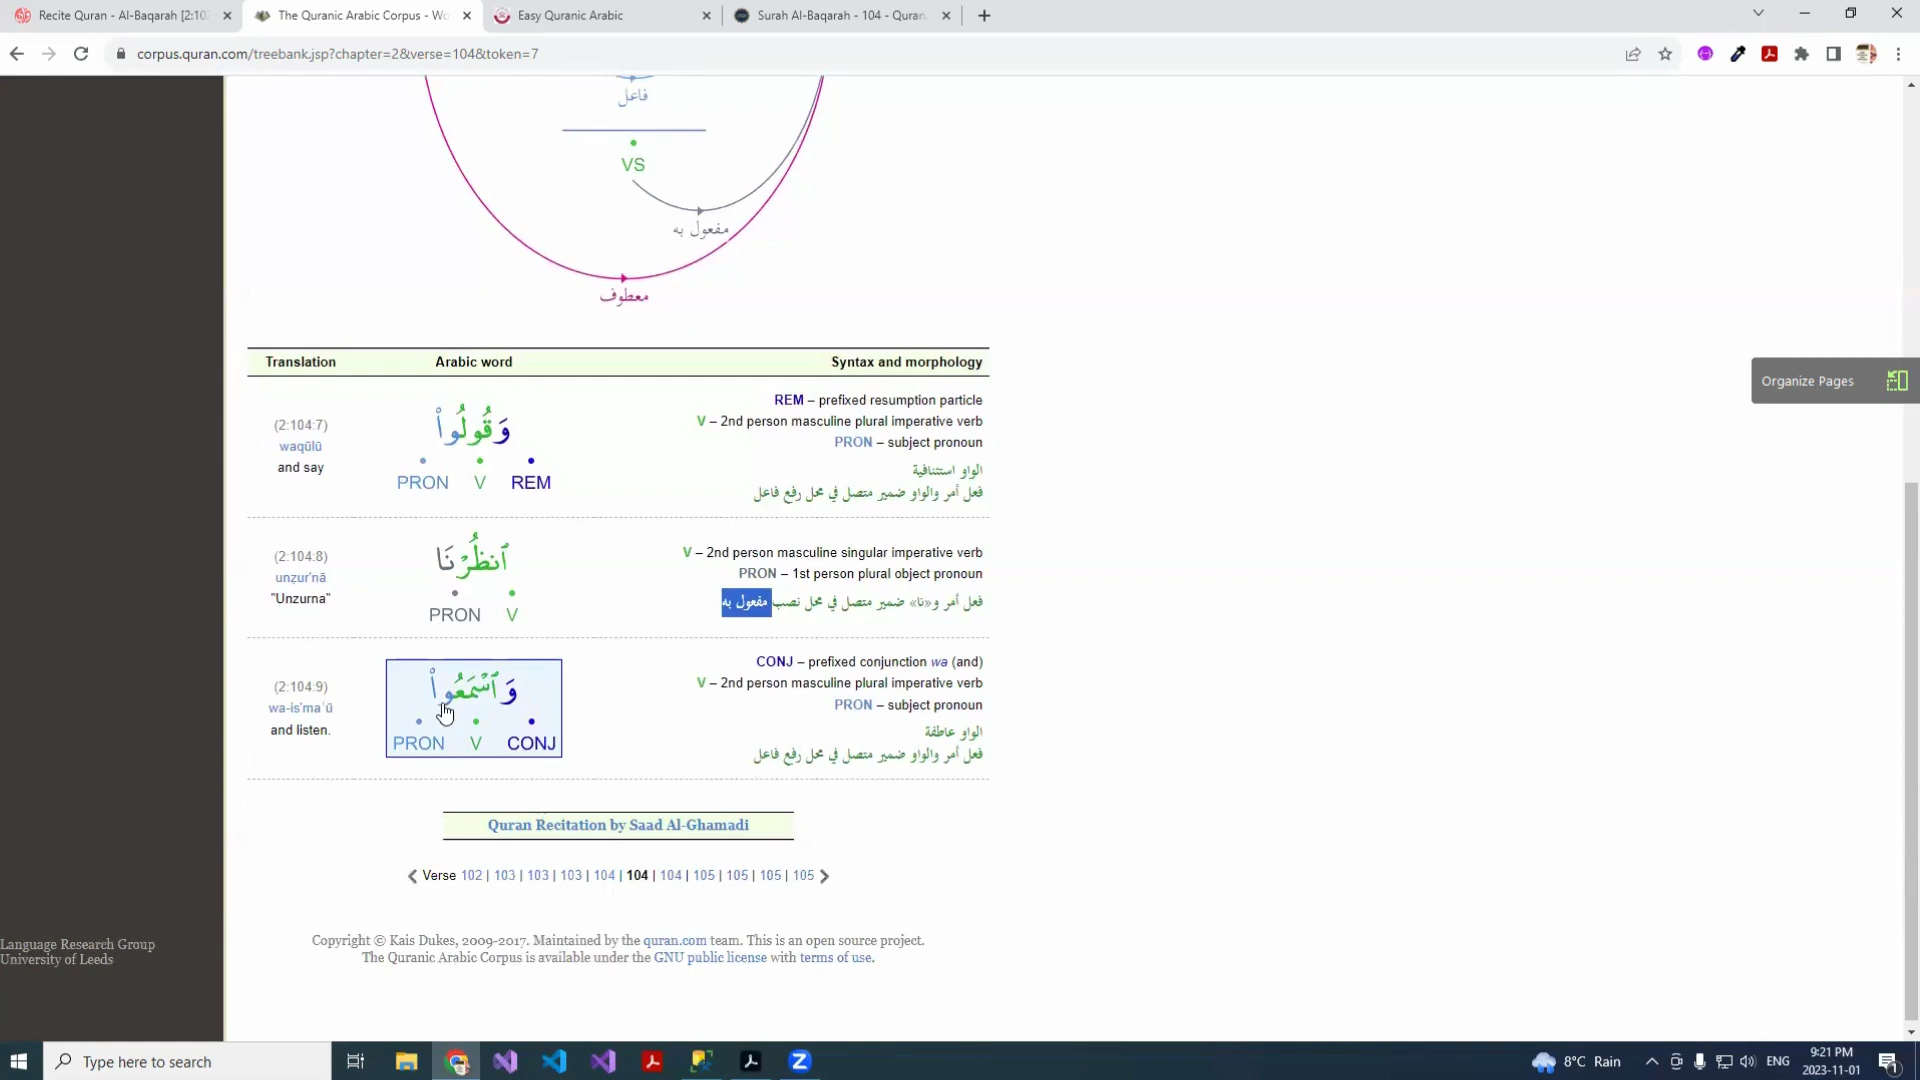 Recite Quran - Al-Baqarah [2:10
The Quranic Arabic Corpus - Wo
Easy Quranic Arabic
Surah Al-Baqarah - 104 - Quran.
corpus.quran.com/treebank.jsp?chapter=2&verse=104&token=7
فاعل
VS
مفعول به
معطوف
Organize Pages
Translation Arabic word Syntax and morphology
(2:104:7)
waqūlū
and say
وَقُولُوا۟
PRON V REM
REM – prefixed resumption particle
V – 2nd person masculine plural imperative verb
PRON – subject pronoun
الواو استئنافية
فعل أمر والواو ضمير متصل في محل رفع فاعل
(2:104:8)
unẓur'nā
"Unzurna"
ٱنظُرْنَا
PRON V
V – 2nd person masculine singular imperative verb
PRON – 1st person plural object pronoun
فعل أمر و«نا» ضمير متصل في محل نصب مفعول به
(2:104:9)
wa-is'maʿū
and listen.
وَٱسْمَعُوا۟
PRON V CONJ
CONJ – prefixed conjunction wa (and)
V – 2nd person masculine plural imperative verb
PRON – subject pronoun
الواو عاطفة
فعل أمر والواو ضمير متصل في محل رفع فاعل
Quran Recitation by Saad Al-Ghamadi
Verse 102 | 103 | 103 | 103 | 104 | 104 | 104 | 105 | 105 | 105 | 105
Language Research Group
University of Leeds
Copyright © Kais Dukes, 2009-2017. Maintained by the quran.com team. This is an open source project.
The Quranic Arabic Corpus is available under the GNU public license with terms of use.
Type here to search
8°C Rain
ENG
9:21 PM
2023-11-01
1